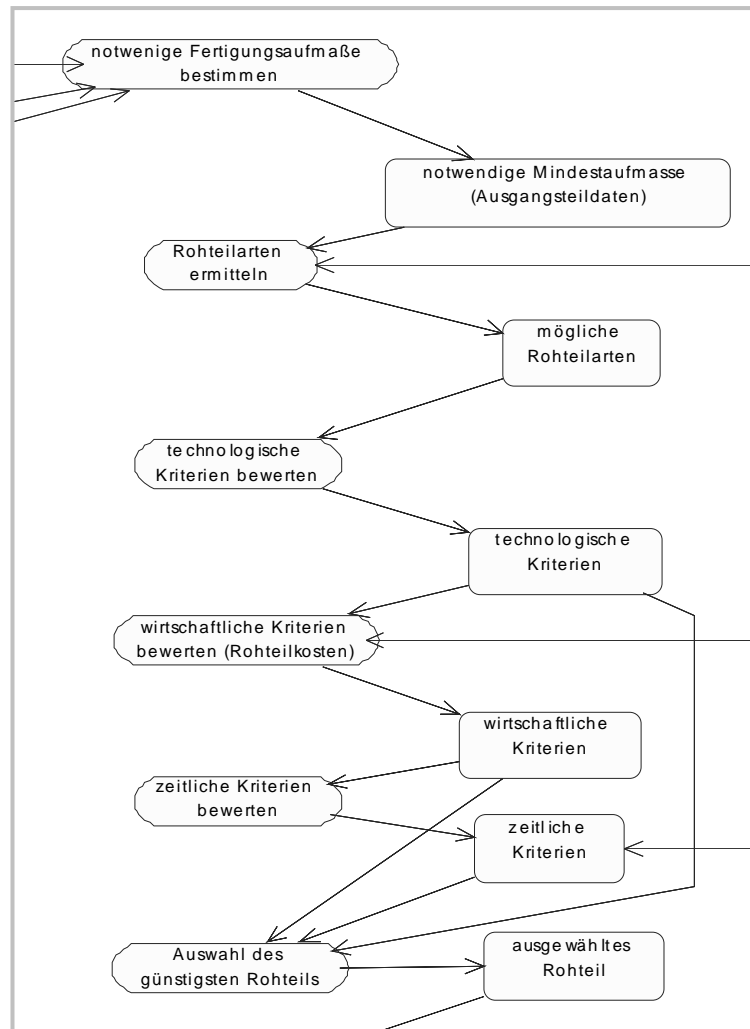 notwenige Fertigungsaufmaße
bestimmen
notwendige Mindestaufmasse
(Ausgangsteildaten)
Rohteilarten
ermitteln
mögliche
Rohteilarten
technologische
Kriterien bewerten
technologische
Kriterien
wirtschaftliche Kriterien
bewerten (Rohteilkosten)
wirtschaftliche
Kriterien
zeitliche Kriterien
bewerten
zeitliche
Kriterien
Auswahl des
günstigsten Rohteils
ausgewähltes
Rohteil